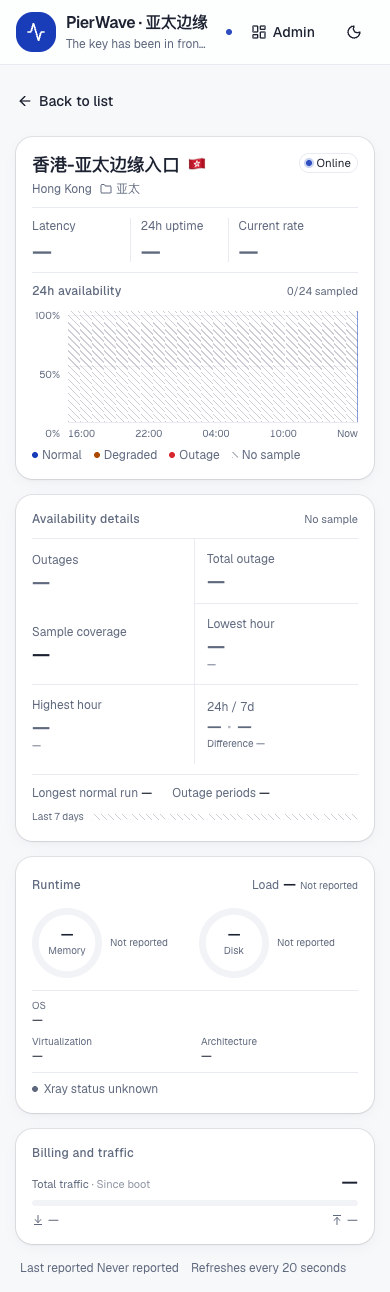 PierWave · 亚太边缘
The key has been in fron…
Admin
Back to list
香港-亚太边缘入口
Online
Hong Kong 亚太
Latency 24h uptime Current rate
— — —
24h availability 0/24 sampled
100%
50%
0% 16:00 22:00 04:00 10:00 Now
Normal Degraded Outage No sample
Availability details No sample
Outages
—
Total outage
—
Sample coverage
—
Lowest hour
—
—
Highest hour
—
—
24h / 7d
— · —
Difference —
Longest normal run — Outage periods —
Last 7 days
Runtime Load — Not reported
—
Memory
Not reported
—
Disk
Not reported
OS
—
Virtualization
—
Architecture
—
Xray status unknown
Billing and traffic
Total traffic · Since boot —
— —
Last reported Never reported Refreshes every 20 seconds